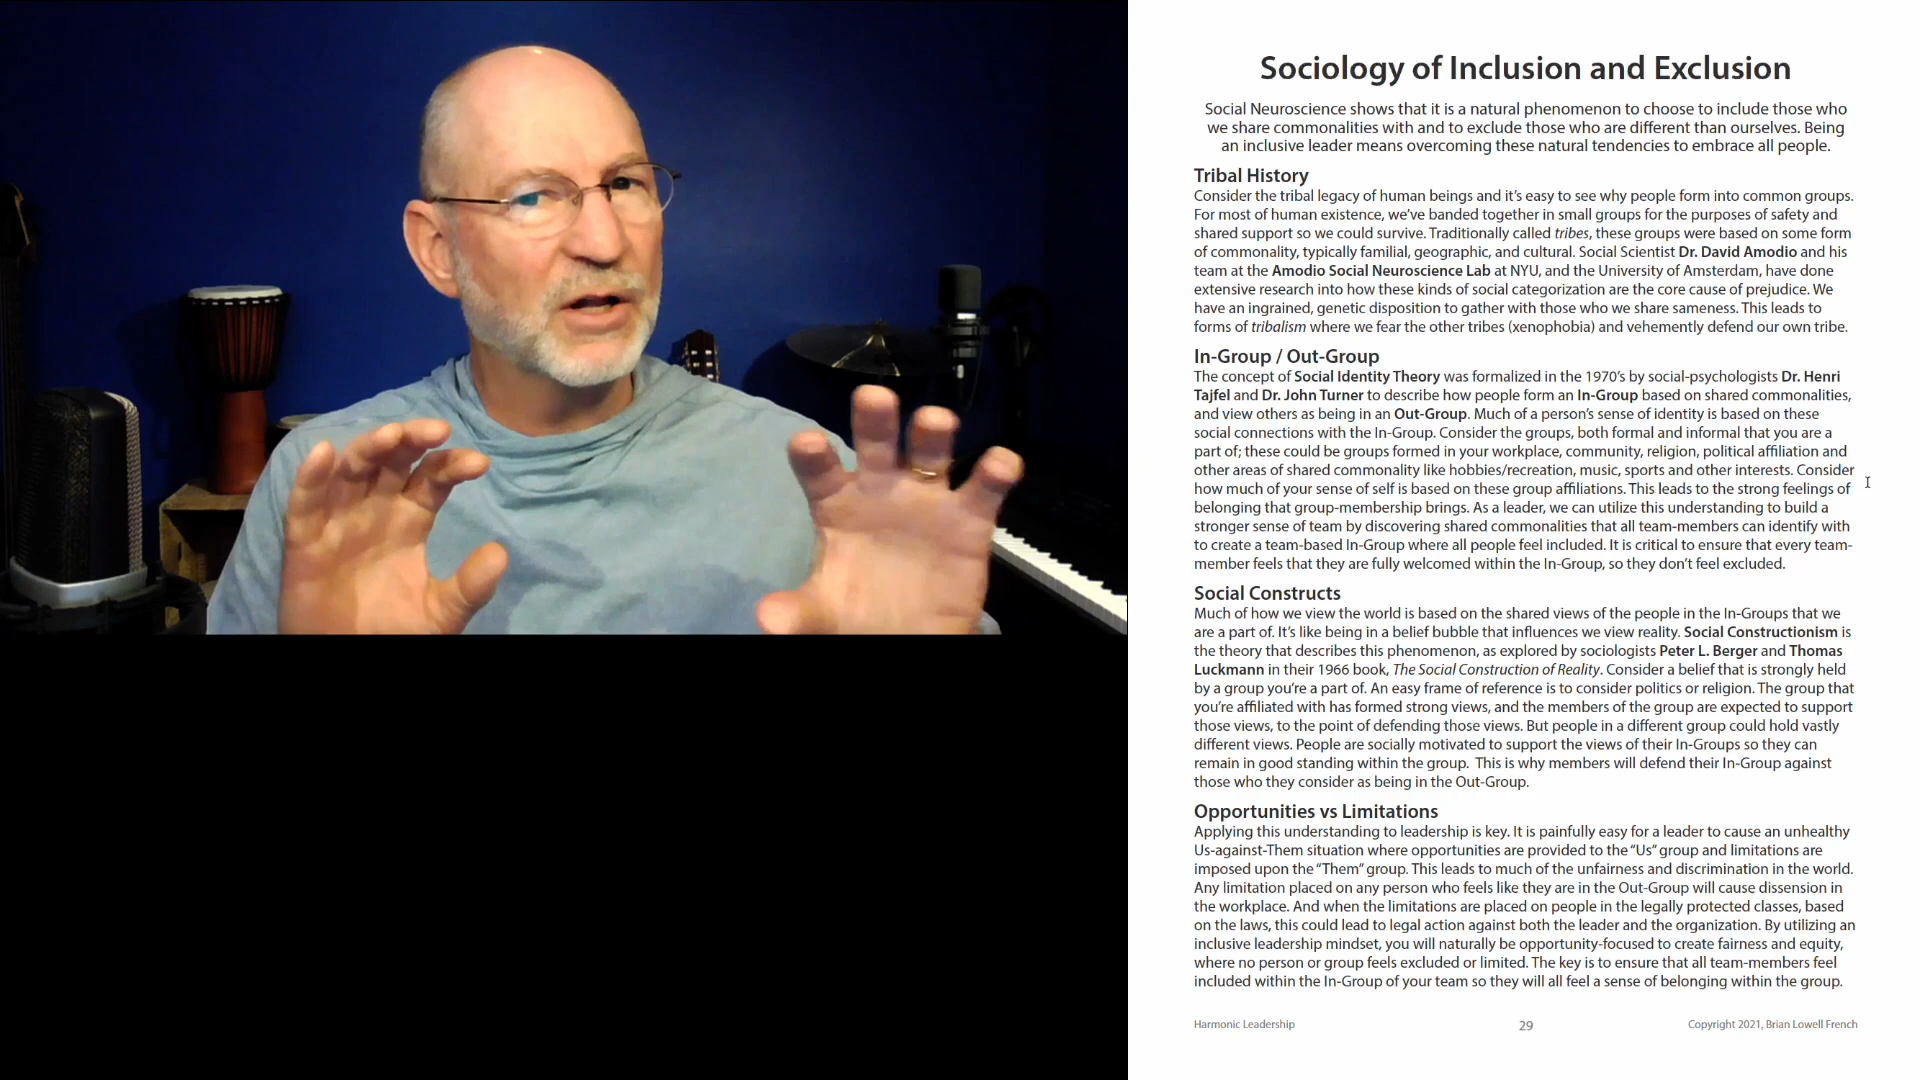 Sociology of Inclusion and Exclusion
Social Neuroscience shows that it is a natural phenomenon to choose to include those who
we share commonalities with and to exclude those who are different than ourselves. Being
an inclusive leader means overcoming these natural tendencies to embrace all people.
Tribal History
Consider the tribal legacy of human beings and it's easy to see why people form into common groups.
For most of human existence, we've banded together in small groups for the purposes of safety and
shared support so we could survive. Traditionally called tribes, these groups were based on some form
of commonality, typically familial, geographic, and cultural. Social Scientist Dr. David Amodio and his
team at the Amodio Social Neuroscience Lab at NYU, and the University of Amsterdam, have done
extensive research into how these kinds of social categorization are the core cause of prejudice. We
have an ingrained, genetic disposition to gather with those who we share sameness. This leads to
forms of tribalism where we fear the other tribes (xenophobia) and vehemently defend our own tribe.
In-Group / Out-Group
The concept of Social Identity Theory was formalized in the 1970's by social-psychologists Dr. Henri
Tajfel and Dr. John Turner to describe how people form an In-Group based on shared commonalities,
and view others as being in an Out-Group. Much of a person's sense of identity is based on these
social connections with the In-Group. Consider the groups, both formal and informal that you are a
part of; these could be groups formed in your workplace, community, religion, political affiliation and
other areas of shared commonality like hobbies/recreation, music, sports and other interests. Consider
how much of your sense of self is based on these group affiliations. This leads to the strong feelings of
belonging that group-membership brings. As a leader, we can utilize this understanding to build a
stronger sense of team by discovering shared commonalities that all team-members can identify with
to create a team-based In-Group where all people feel included. It is critical to ensure that every team-
member feels that they are fully welcomed within the In-Group, so they don't feel excluded.
Social Constructs
Much of how we view the world is based on the shared views of the people in the In-Groups that we
are a part of. It's like being in a belief bubble that influences we view reality. Social Constructionism is
the theory that describes this phenomenon, as explored by sociologists Peter L. Berger and Thomas
Luckmann in their 1966 book, The Social Construction of Reality. Consider a belief that is strongly held
by a group you're a part of. An easy frame of reference is to consider politics or religion. The group that
you're affiliated with has formed strong views, and the members of the group are expected to support
those views, to the point of defending those views. But people in a different group could hold vastly
different views. People are socially motivated to support the views of their In-Groups so they can
remain in good standing within the group.  This is why members will defend their In-Group against
those who they consider as being in the Out-Group.
Opportunities vs Limitations
Applying this understanding to leadership is key. It is painfully easy for a leader to cause an unhealthy
Us-against-Them situation where opportunities are provided to the “Us” group and limitations are
imposed upon the “Them” group. This leads to much of the unfairness and discrimination in the world.
Any limitation placed on any person who feels like they are in the Out-Group will cause dissension in
the workplace. And when the limitations are placed on people in the legally protected classes, based
on the laws, this could lead to legal action against both the leader and the organization. By utilizing an
inclusive leadership mindset, you will naturally be opportunity-focused to create fairness and equity,
where no person or group feels excluded or limited. The key is to ensure that all team-members feel
included within the In-Group of your team so they will all feel a sense of belonging within the group.
Harmonic Leadership
29
Copyright 2021, Brian Lowell French